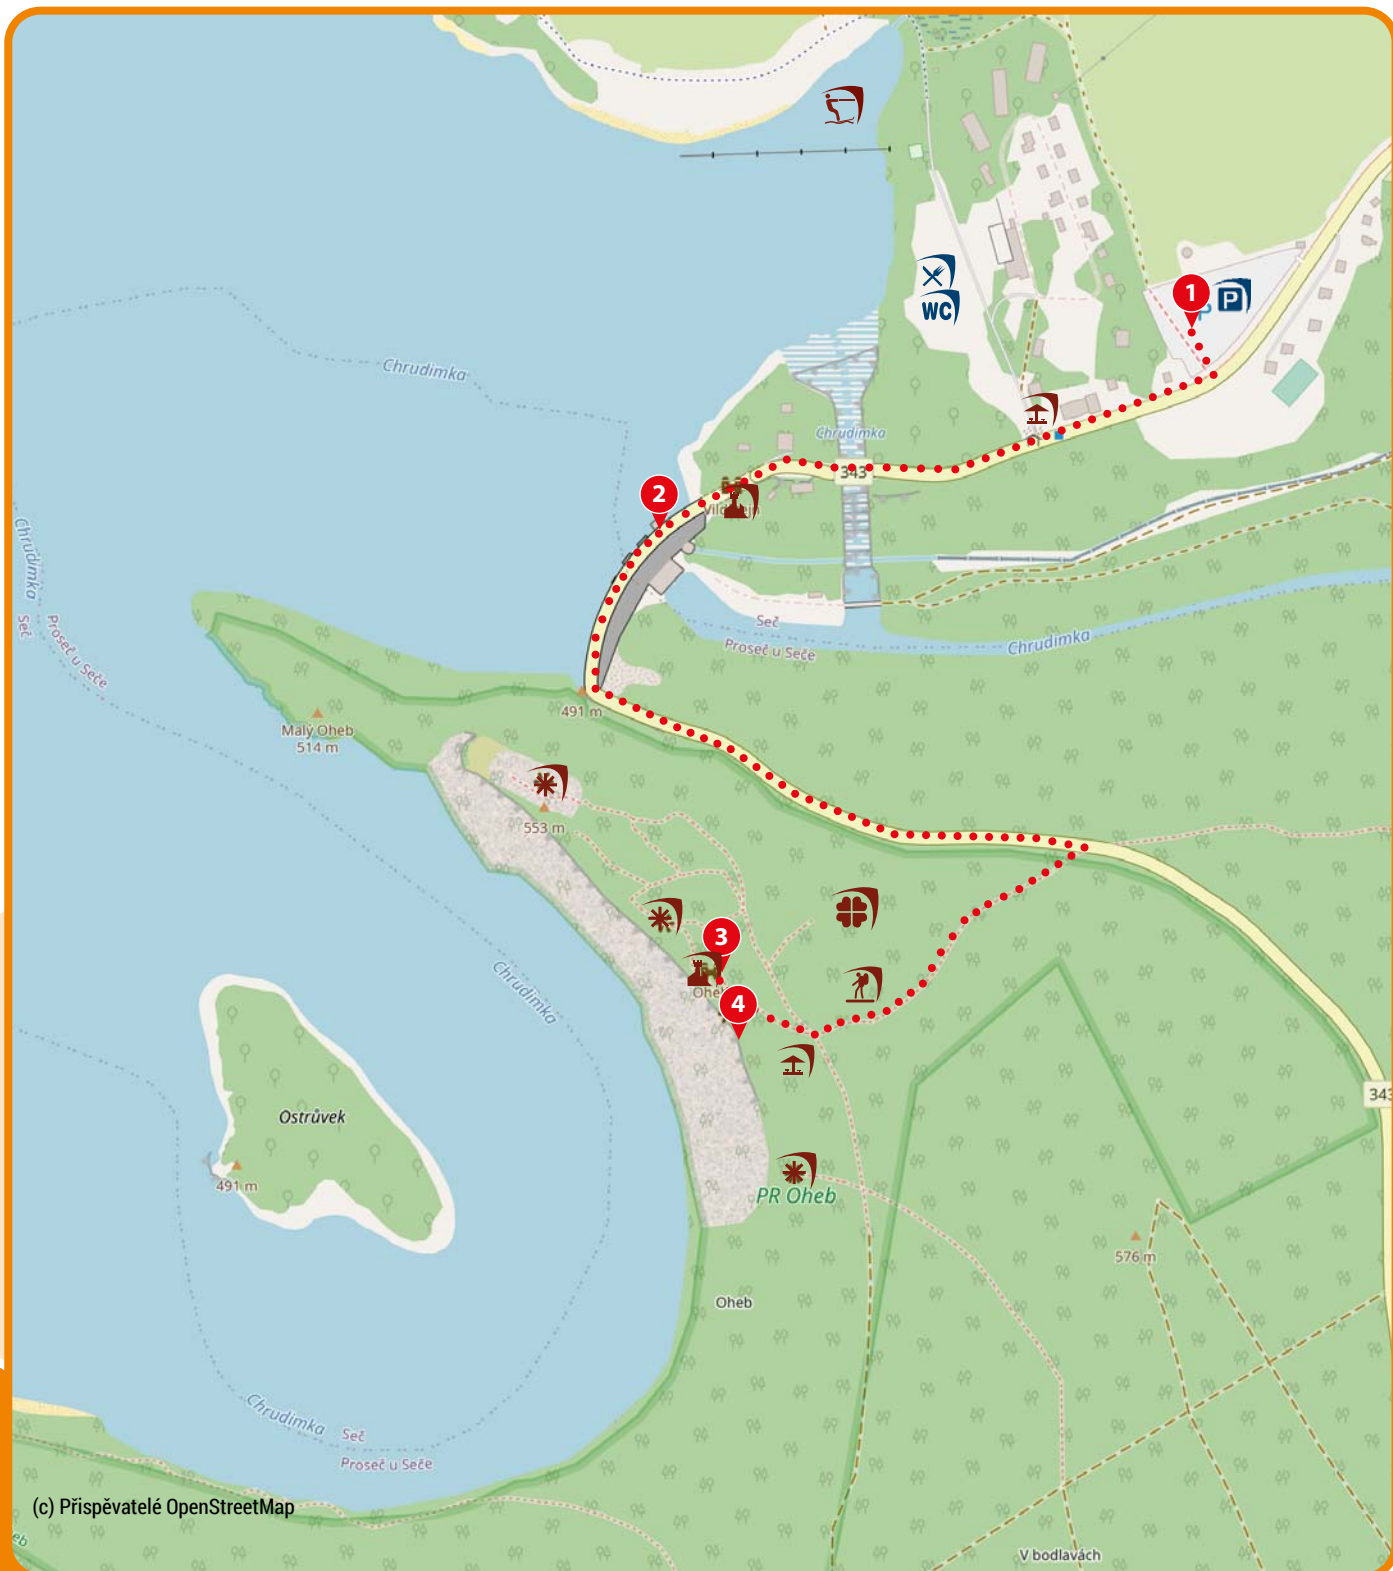 1
P
WC
Chrudimka
Chrudimka
343
2
Chrudimka
Seč
Proseč u Seče
Seč
Proseč u Seče
Chrudimka
491 m
Malý Oheb
514 m
553 m
3
Oheb
4
Chrudimka
Ostrůvek
491 m
343
PR Oheb
576 m
Oheb
Chrudimka
Seč
Proseč u Seče
(c) Přispěvatelé OpenStreetMap
V bodlavách